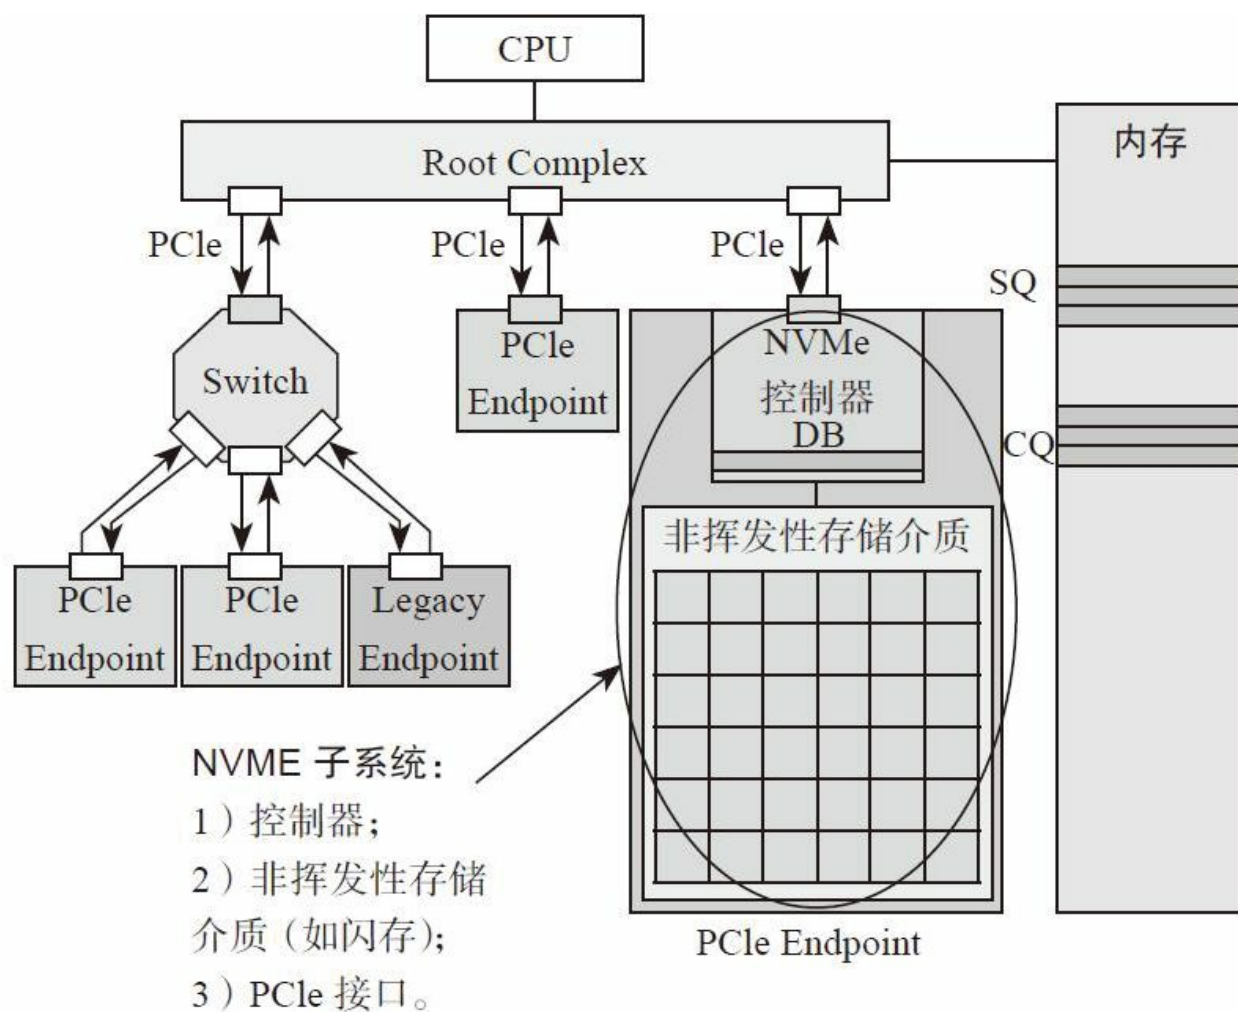 CPU
Root Complex
内存
PCle
PCle
PCle
SQ
CQ
Switch
PCle
Endpoint
NVMe
控制器
DB
非挥发性存储介质
PCle
Endpoint
PCle
Endpoint
Legacy
Endpoint
NVME 子系统：
1）控制器；
2）非挥发性存储
介质（如闪存）；
3）PCle 接口。
PCle Endpoint